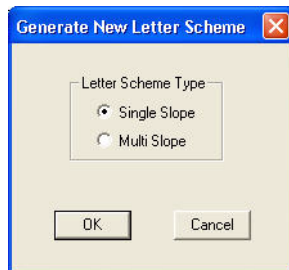 Generate New Letter Scheme
Letter Scheme Type
Single Slope
Multi Slope
OK Cancel